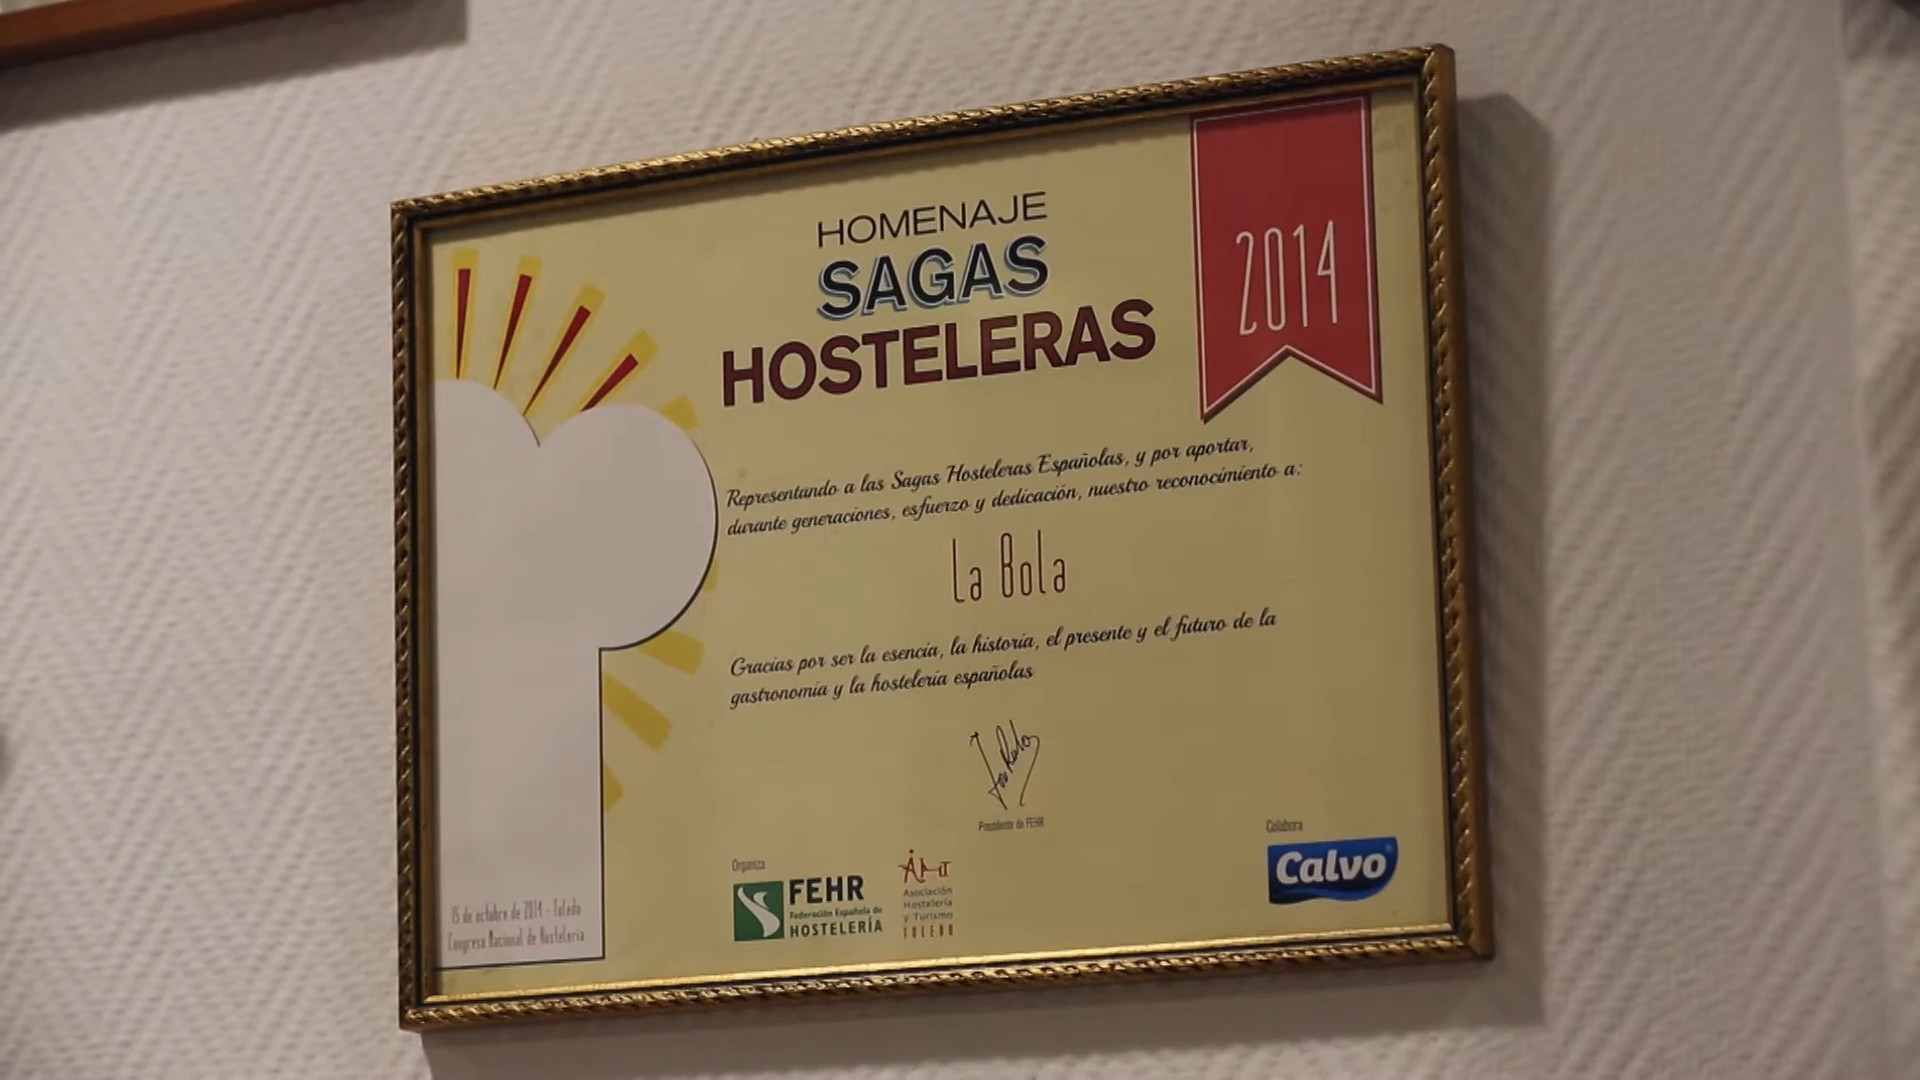 HOMENAJE
SAGAS
HOSTELERAS
2014
Representando a las Sagas Hosteleras Españolas, y por aportar,
durante generaciones, esfuerzo y dedicación, nuestro reconocimiento a:
La Bola
Gracias por ser la esencia, la historia, el presente y el futuro de la
gastronomía y la hostelería españolas
Presidente de FEHR
Organiza
FEHR
Federación Española de
HOSTELERÍA
Asociación
Hostelería
y Turismo
TOLEDO
Colabora
Calvo
15 de octubre de 2014 - Toledo
Congreso Nacional de Hostelería